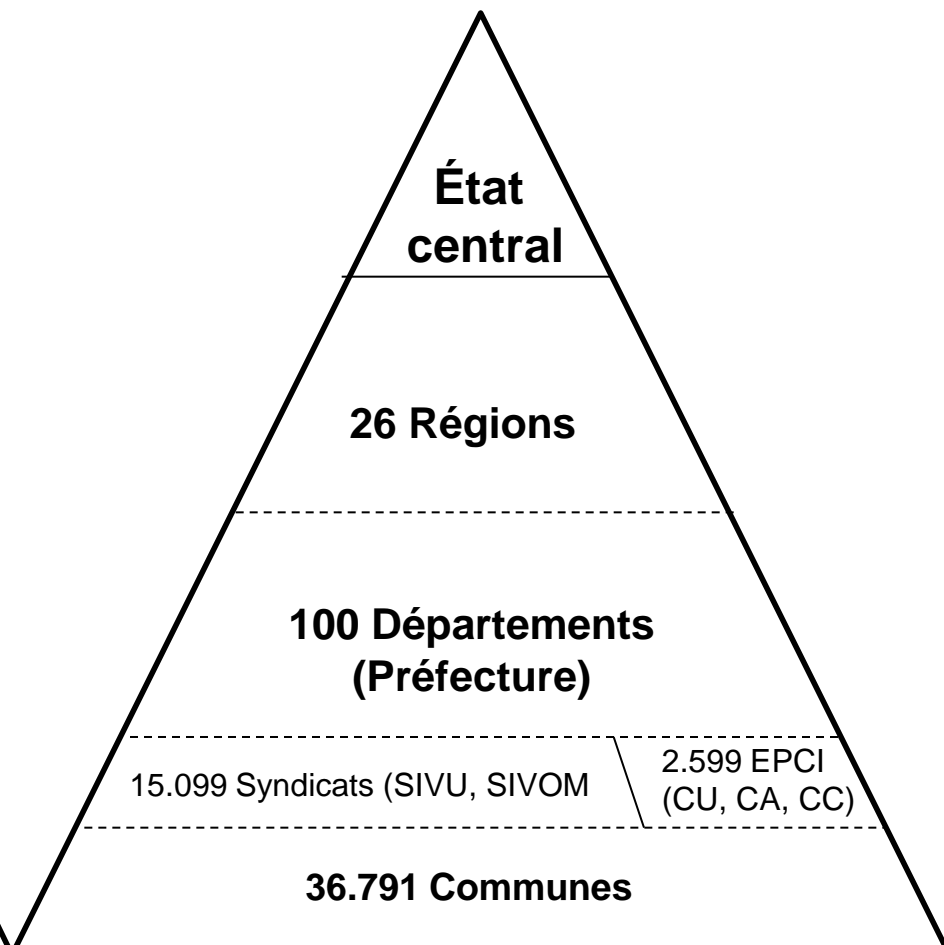 État
central
26 Régions
100 Départements
(Préfecture)
15.099 Syndicats (SIVU, SIVOM
2.599 EPCI
(CU, CA, CC)
36.791 Communes